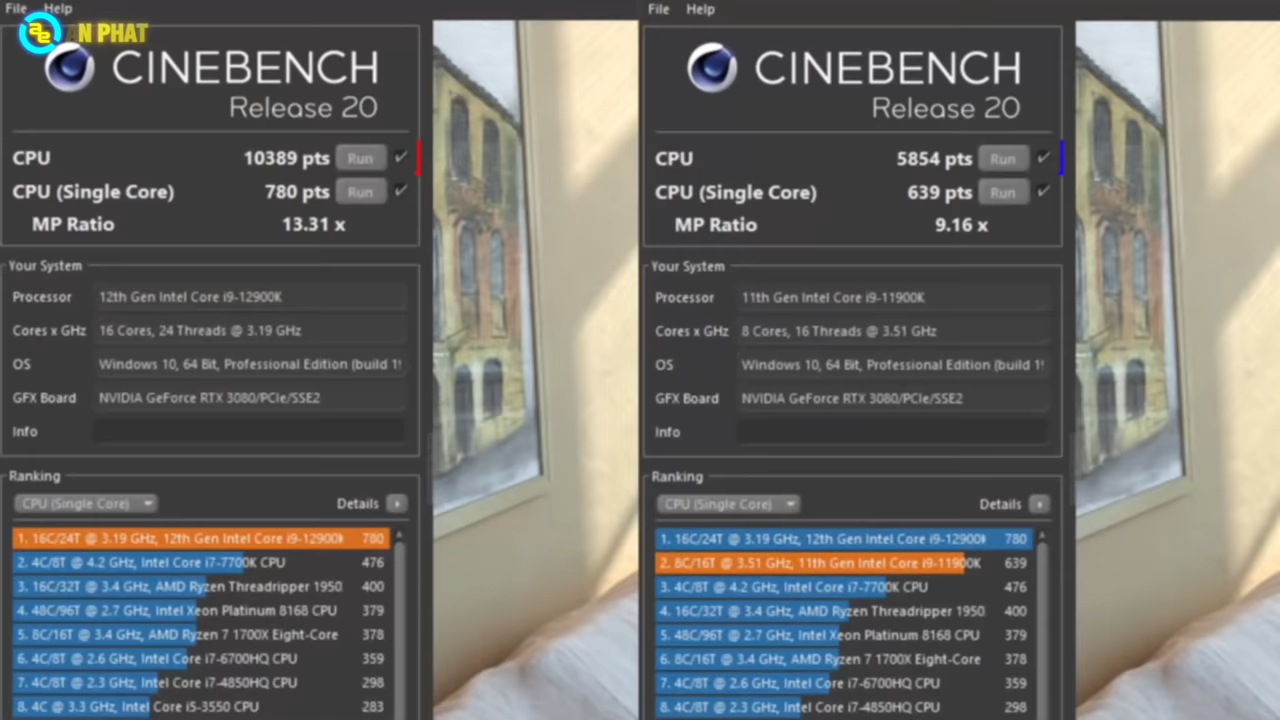 File Help
AN PHAT
CINEBENCH
Release 20
CPU 10389 pts Run
CPU (Single Core) 780 pts Run
MP Ratio 13.31 x
Your System
Processor 12th Gen Intel Core i9-12900K
Cores x GHz 16 Cores, 24 Threads @ 3.19 GHz
OS Windows 10, 64 Bit, Professional Edition (build 1
GFX Board NVIDIA GeForce RTX 3080/PCIe/SSE2
Info
Ranking
CPU (Single Core) Details
1. 16C/24T @ 3.19 GHz, 12th Gen Intel Core i9-12900K 780
2. 4C/8T @ 4.2 GHz, Intel Core i7-7700K CPU 476
3. 16C/32T @ 3.4 GHz, AMD Ryzen Threadripper 1950 400
4. 48C/96T @ 2.7 GHz, Intel Xeon Platinum 8168 CPU 379
5. 8C/16T @ 3.4 GHz, AMD Ryzen 7 1700X Eight-Core 378
6. 4C/8T @ 2.6 GHz, Intel Core i7-6700HQ CPU 359
7. 4C/8T @ 2.3 GHz, Intel Core i7-4850HQ CPU 298
8. 4C @ 3.3 GHz, Intel Core i5-3550 CPU 283
File Help
CINEBENCH
Release 20
CPU 5854 pts Run
CPU (Single Core) 639 pts Run
MP Ratio 9.16 x
Your System
Processor 11th Gen Intel Core i9-11900K
Cores x GHz 8 Cores, 16 Threads @ 3.51 GHz
OS Windows 10, 64 Bit, Professional Edition (build 1
GFX Board NVIDIA GeForce RTX 3080/PCIe/SSE2
Info
Ranking
CPU (Single Core) Details
1. 16C/24T @ 3.19 GHz, 12th Gen Intel Core i9-12900K 780
2. 8C/16T @ 3.51 GHz, 11th Gen Intel Core i9-11900K 639
3. 4C/8T @ 4.2 GHz, Intel Core i7-7700K CPU 476
4. 16C/32T @ 3.4 GHz, AMD Ryzen Threadripper 1950 400
5. 48C/96T @ 2.7 GHz, Intel Xeon Platinum 8168 CPU 379
6. 8C/16T @ 3.4 GHz, AMD Ryzen 7 1700X Eight-Core 378
7. 4C/8T @ 2.6 GHz, Intel Core i7-6700HQ CPU 359
8. 4C/8T @ 2.3 GHz, Intel Core i7-4850HQ CPU 298